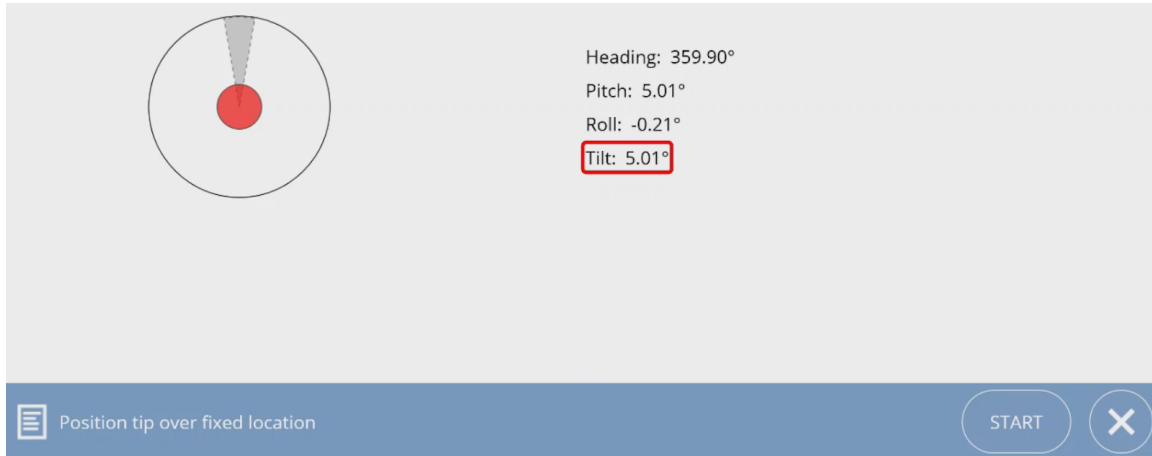 Heading: 359.90°
Pitch: 5.01°
Roll: -0.21°
Tilt: 5.01°
Position tip over fixed location
START